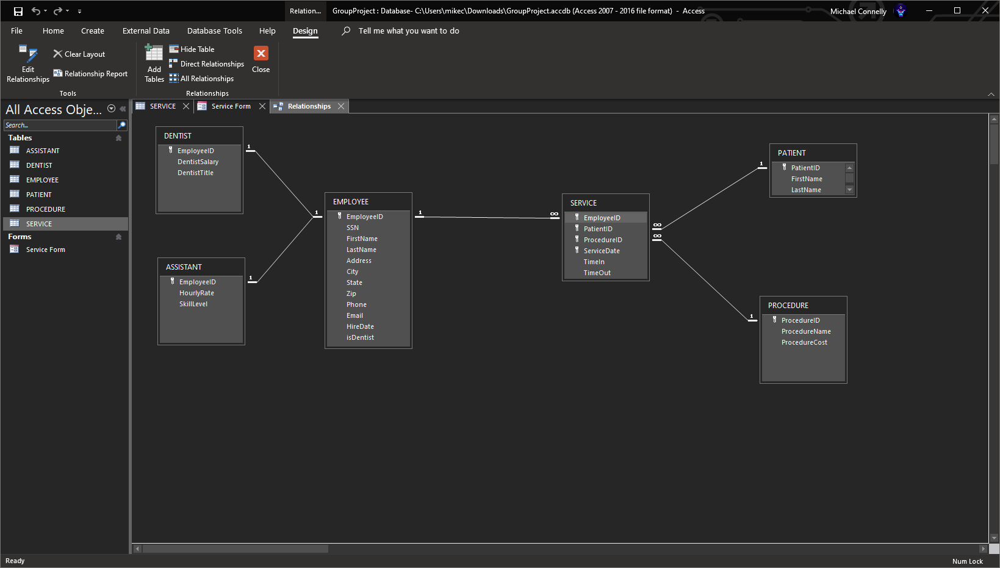 Relation...
GroupProject : Database- C:\Users\mikec\Downloads\GroupProject.accdb (Access 2007 - 2016 file format)  -  Access
Michael Connelly
File
Home
Create
External Data
Database Tools
Help
Design
Tell me what you want to do
Edit
Relationships
Clear Layout
Relationship Report
Tools
Add
Tables
Hide Table
Direct Relationships
All Relationships
Close
Relationships
All Access Obje...
Search...
Tables
ASSISTANT
DENTIST
EMPLOYEE
PATIENT
PROCEDURE
SERVICE
Forms
Service Form
SERVICE
Service Form
Relationships
DENTIST
EmployeeID
DentistSalary
DentistTitle
1
ASSISTANT
EmployeeID
HourlyRate
SkillLevel
1
1
EMPLOYEE
EmployeeID
SSN
FirstName
LastName
Address
City
State
Zip
Phone
Email
HireDate
isDentist
1
∞
SERVICE
EmployeeID
PatientID
ProcedureID
ServiceDate
TimeIn
TimeOut
∞
∞
1
PATIENT
PatientID
FirstName
LastName
1
PROCEDURE
ProcedureID
ProcedureName
ProcedureCost
Ready
Num Lock